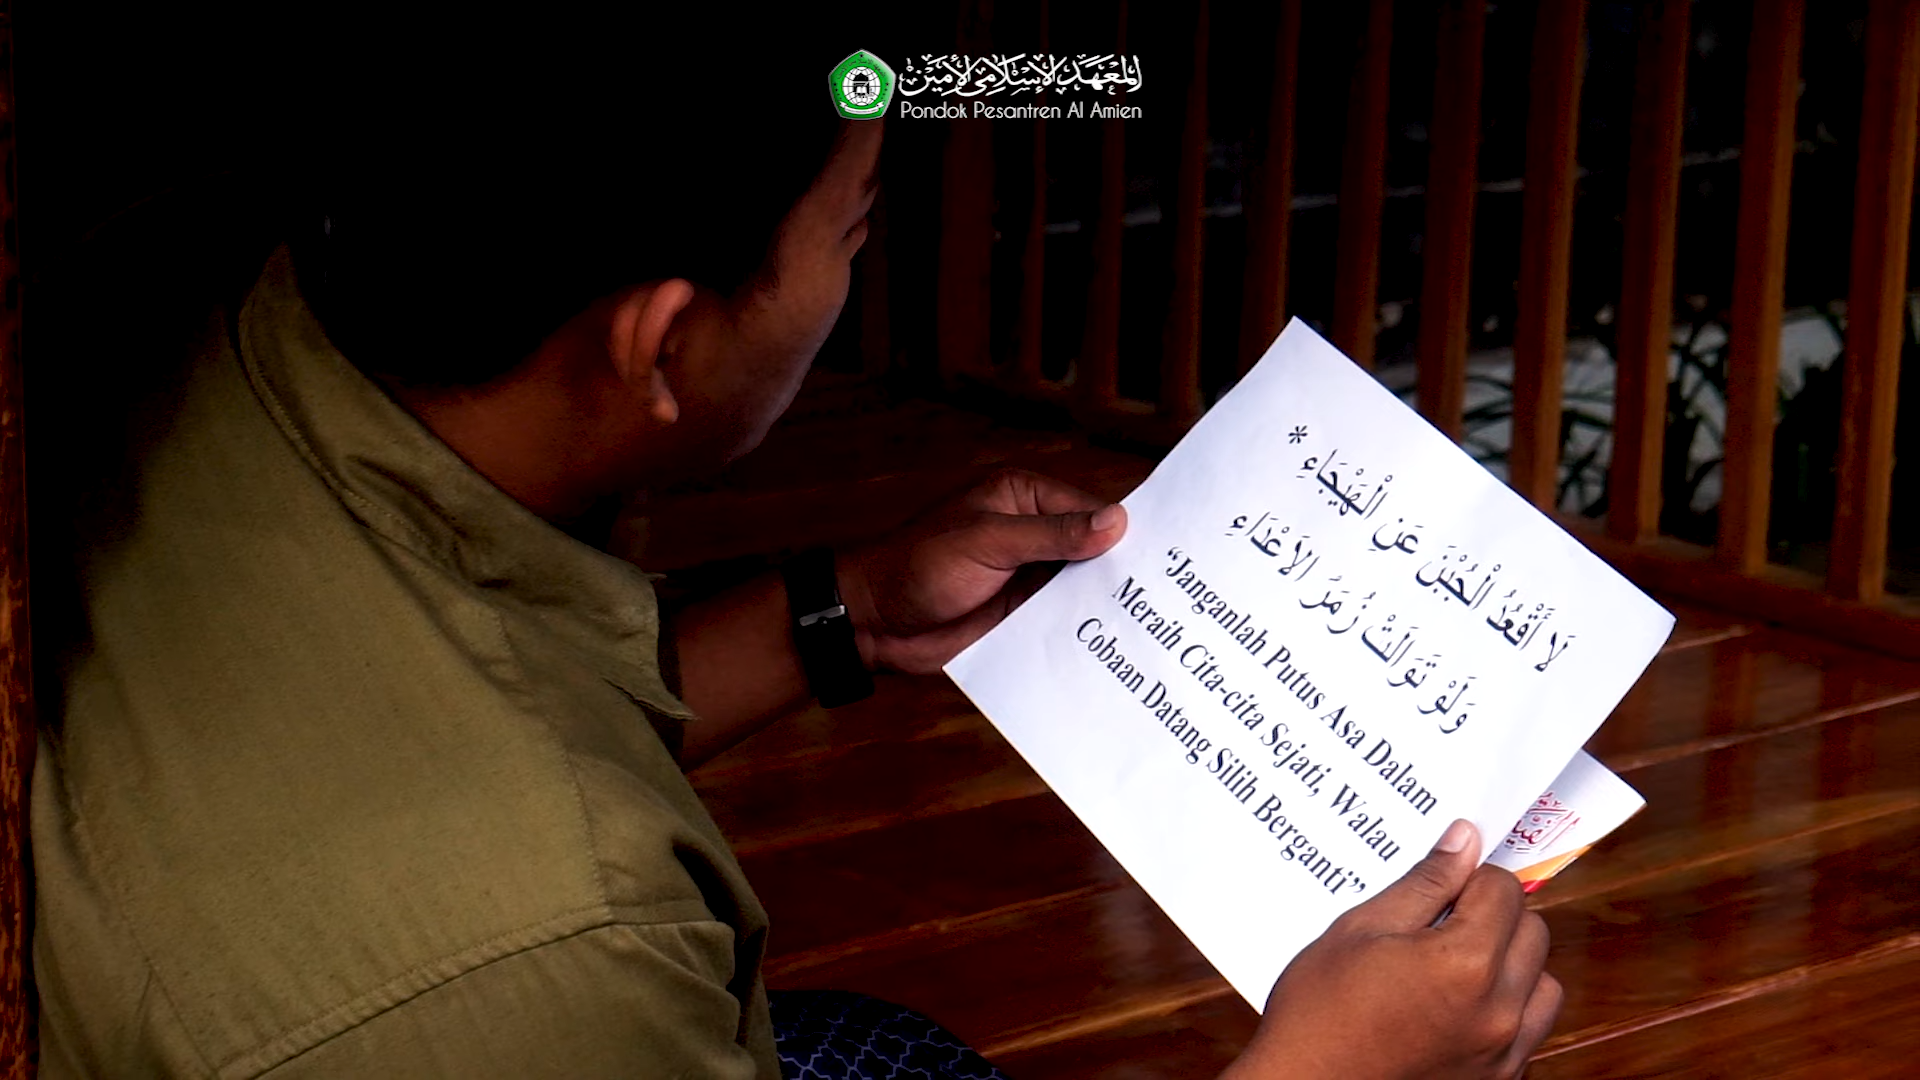 المعهد الإسلامي الأمين
Pondok Pesantren Al Amien
لَا أَقْعُدُ الْجُبْنَ عَنِ الْهَيْجَاءِ *
وَلَوْ تَوَالَتْ زُمَرُ الاَعْدَاءِ
“Janganlah Putus Asa Dalam
Meraih Cita-cita Sejati, Walau
Cobaan Datang Silih Berganti”